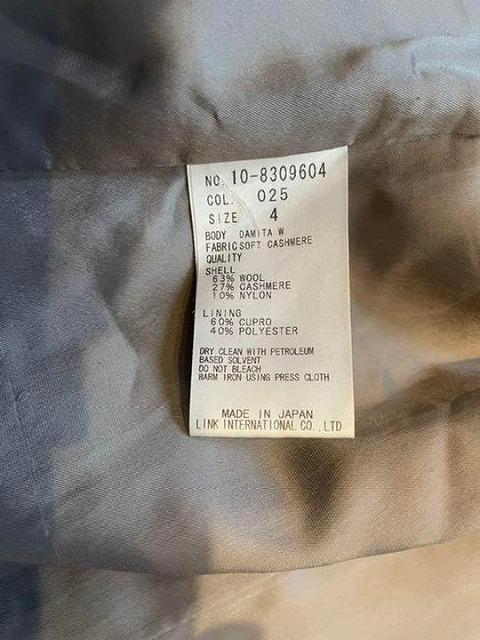 NO. 10-8309604
COL. 025
SIZE 4
BODY DAMITA W
FABRIC SOFT CASHMERE
QUALITY
SHELL
63% WOOL
27% CASHMERE
10% NYLON
LINING
60% CUPRO
40% POLYESTER
DRY CLEAN WITH PETROLEUM
BASED SOLVENT
DO NOT BLEACH
WARM IRON USING PRESS CLOTH
MADE IN JAPAN
LINK INTERNATIONAL CO.,LTD